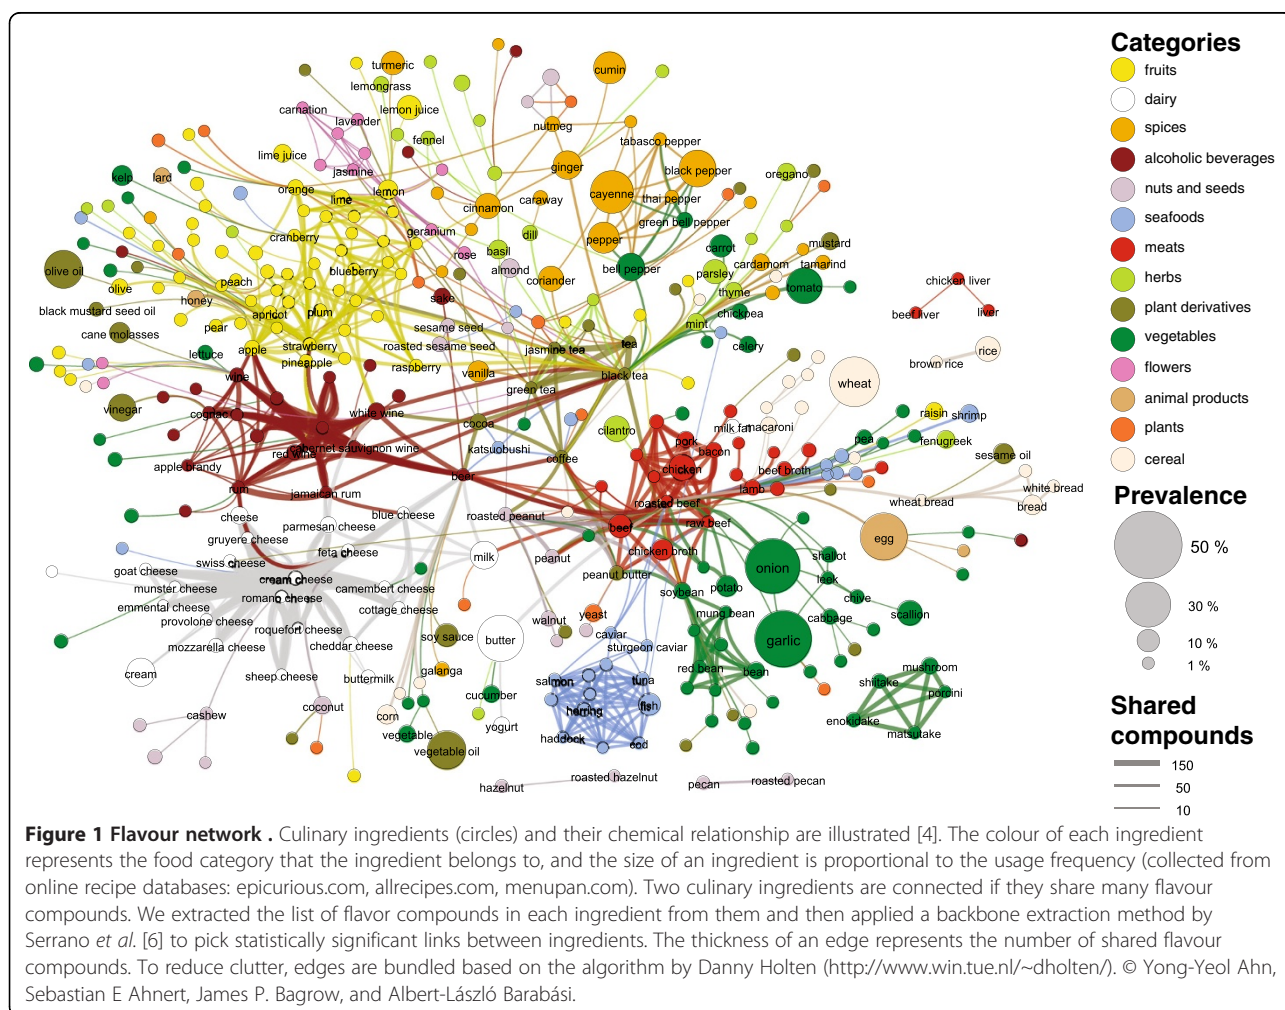 Categories
fruits
dairy
spices
alcoholic beverages
nuts and seeds
seafoods
meats
herbs
plant derivatives
vegetables
flowers
animal products
plants
cereal
Prevalence
50 %
30 %
10 %
1 %
Shared
compounds
150
50
10
turmeric
lemongrass
cumin
carnation
lemon juice
lavender
fennel
nutmeg
tabasco pepper
lime juice
jasmine
ginger
black pepper
oregano
kelp
lard
orange
lime
lemon
cinnamon
caraway
cayenne
thai pepper
green bell pepper
cranberry
geranium
dill
pepper
carrot
mustard
rose
basil
almond
bell pepper
cardamom
tamarind
olive oil
olive
peach
blueberry
coriander
parsley
thyme
tomato
chicken liver
honey
sake
black mustard seed oil
apricot
plum
sesame seed
mint
chickpea
beef liver
liver
cane molasses
pear
roasted sesame seed
jasmine tea
tea
celery
lettuce
apple
strawberry
pineapple
raspberry
vanilla
green tea
black tea
brown rice
rice
wine
wheat
vinegar
cognac
white wine
cocoa
cilantro
milk fat
macaroni
raisin
shrimp
red wine
cabernet sauvignon wine
katsuobushi
pork
bacon
pea
fenugreek
apple brandy
beer
coffee
chicken
beef broth
sesame oil
rum
jamaican rum
roasted beef
lamb
wheat bread
white bread
bread
cheese
parmesan cheese
blue cheese
roasted peanut
beef
raw beef
gruyere cheese
feta cheese
egg
swiss cheese
milk
peanut
chicken broth
onion
shallot
goat cheese
cream cheese
peanut butter
leek
munster cheese
romano cheese
camembert cheese
soybean
potato
chive
emmental cheese
cottage cheese
provolone cheese
mung bean
cabbage
scallion
roquefort cheese
walnut
yeast
mozzarella cheese
cheddar cheese
soy sauce
butter
caviar
sturgeon caviar
garlic
cream
sheep cheese
buttermilk
galanga
salmon
tuna
red bean
bean
mushroom
shiitake
porcini
cucumber
cashew
coconut
corn
yogurt
herring
fish
enokidake
matsutake
vegetable
vegetable oil
haddock
cod
hazelnut
roasted hazelnut
pecan
roasted pecan
Figure 1 Flavour network . Culinary ingredients (circles) and their chemical relationship are illustrated [4]. The colour of each ingredient
represents the food category that the ingredient belongs to, and the size of an ingredient is proportional to the usage frequency (collected from
online recipe databases: epicurious.com, allrecipes.com, menupan.com). Two culinary ingredients are connected if they share many flavour
compounds. We extracted the list of flavor compounds in each ingredient from them and then applied a backbone extraction method by
Serrano et al. [6] to pick statistically significant links between ingredients. The thickness of an edge represents the number of shared flavour
compounds. To reduce clutter, edges are bundled based on the algorithm by Danny Holten (http://www.win.tue.nl/~dholten/). © Yong-Yeol Ahn,
Sebastian E Ahnert, James P. Bagrow, and Albert-László Barabási.